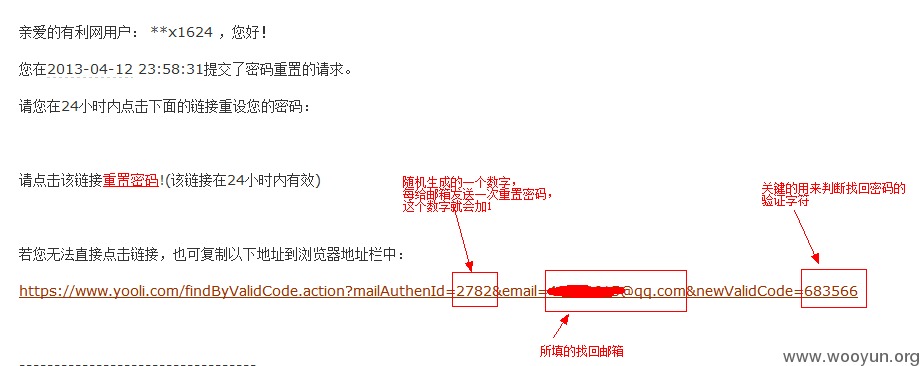 亲爱的有利网用户： **x1624 ，您好！
您在2013-04-12 23:58:31提交了密码重置的请求。
请您在24小时内点击下面的链接重设您的密码：
请点击该链接重置密码!(该链接在24小时内有效)
随机生成的一个数字，
每给邮箱发送一次重置密码，
这个数字就会加1
关键的用来判断找回密码的
验证字符
若您无法直接点击链接，也可复制以下地址到浏览器地址栏中：
https://www.yooli.com/findByValidCode.action?mailAuthenId=2782&email=@qq.com&newValidCode=683566
所填的找回邮箱
www.wooyun.org
---------------------------------